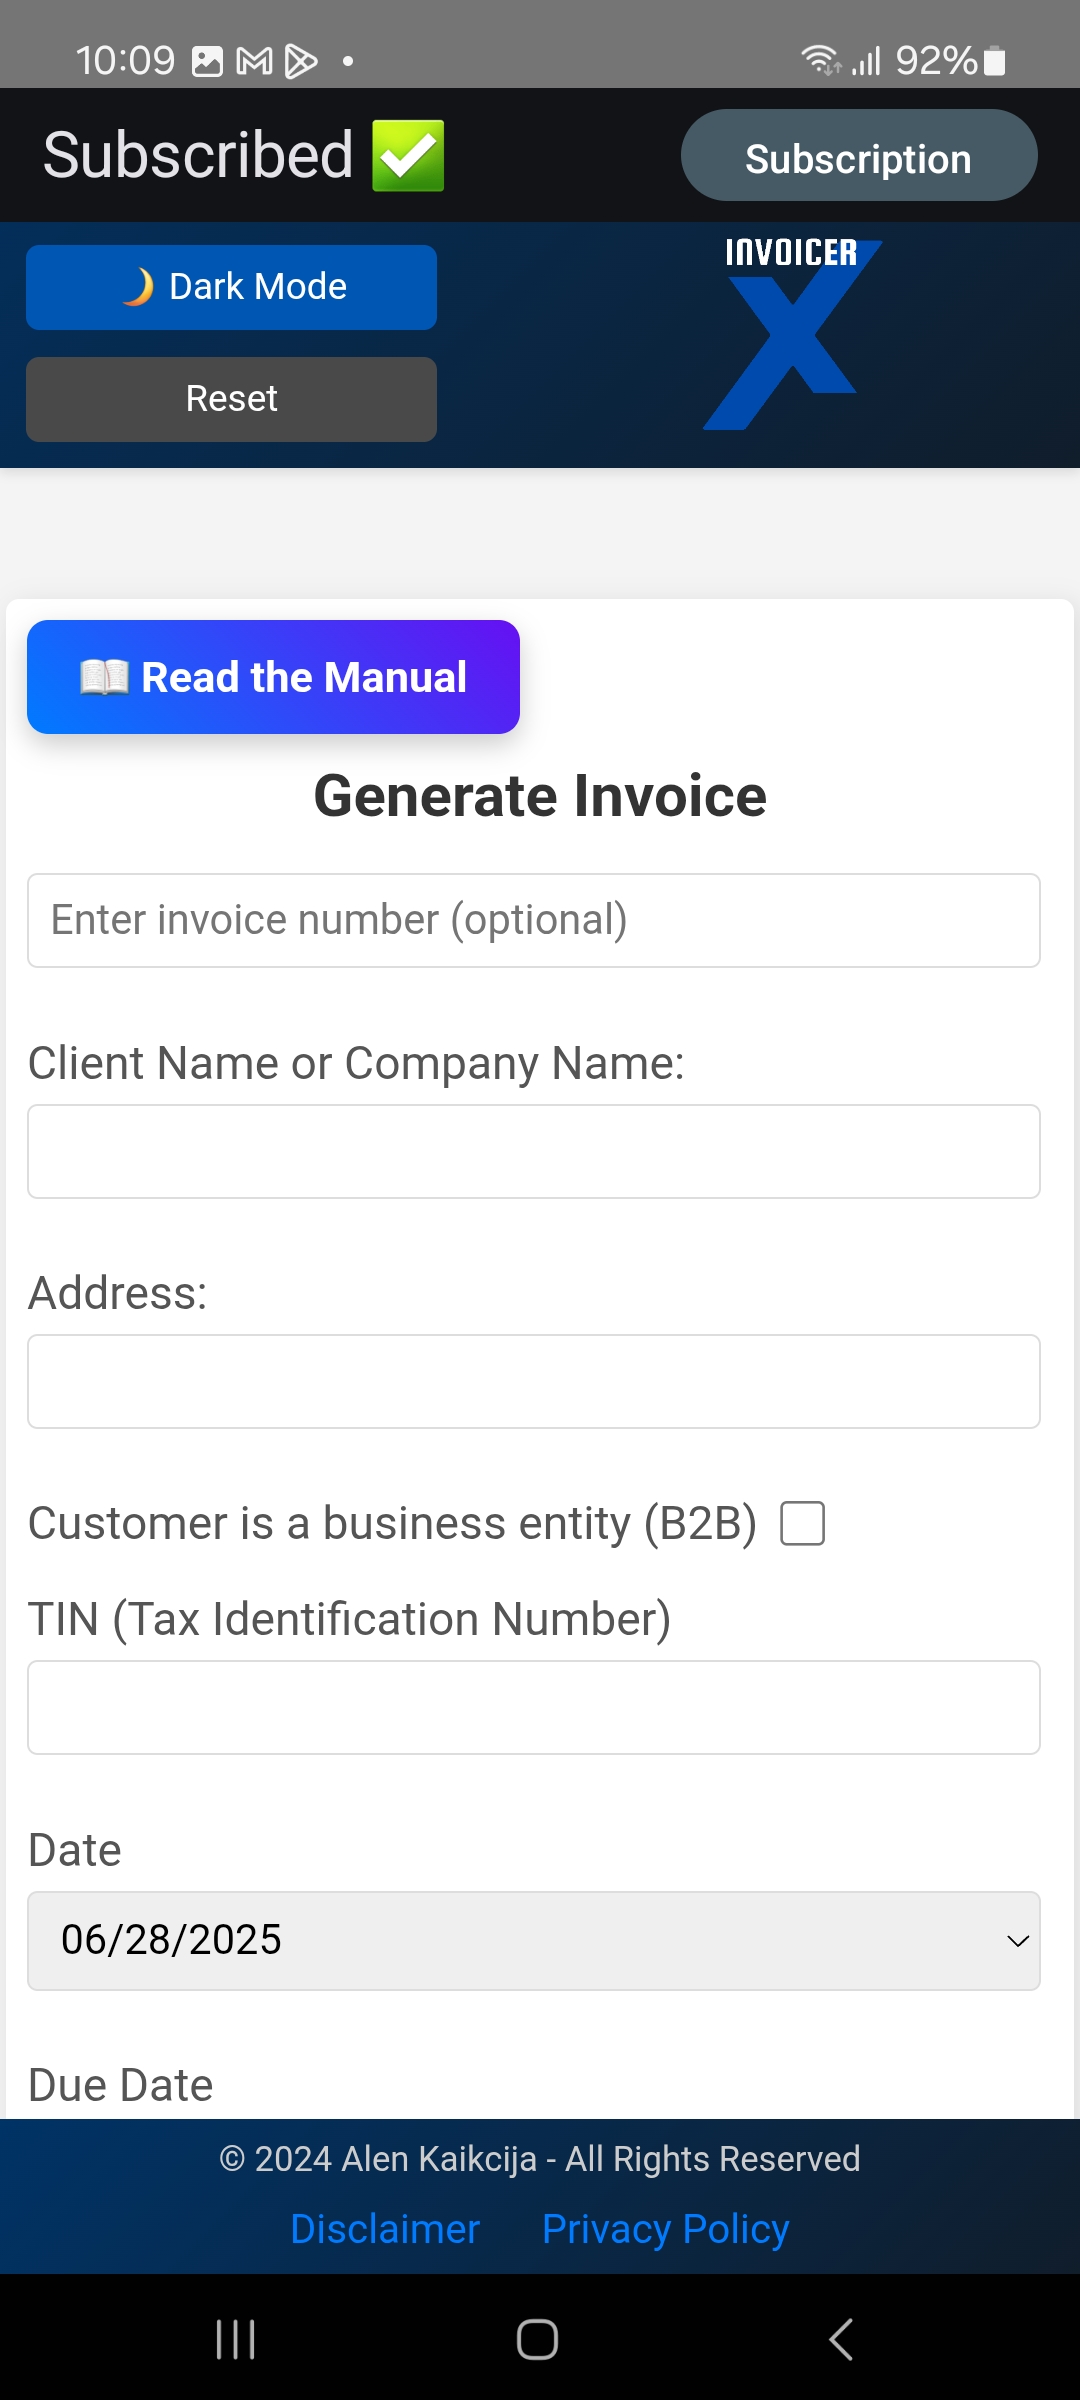 10:09 92%
Subscribed ✅ Subscription
🌙 Dark Mode
INVOICER
X
Reset
📖 Read the Manual
Generate Invoice
Enter invoice number (optional)
Client Name or Company Name:
Address:
Customer is a business entity (B2B)
TIN (Tax Identification Number)
Date
06/28/2025
Due Date
© 2024 Alen Kaikcija - All Rights Reserved
Disclaimer Privacy Policy